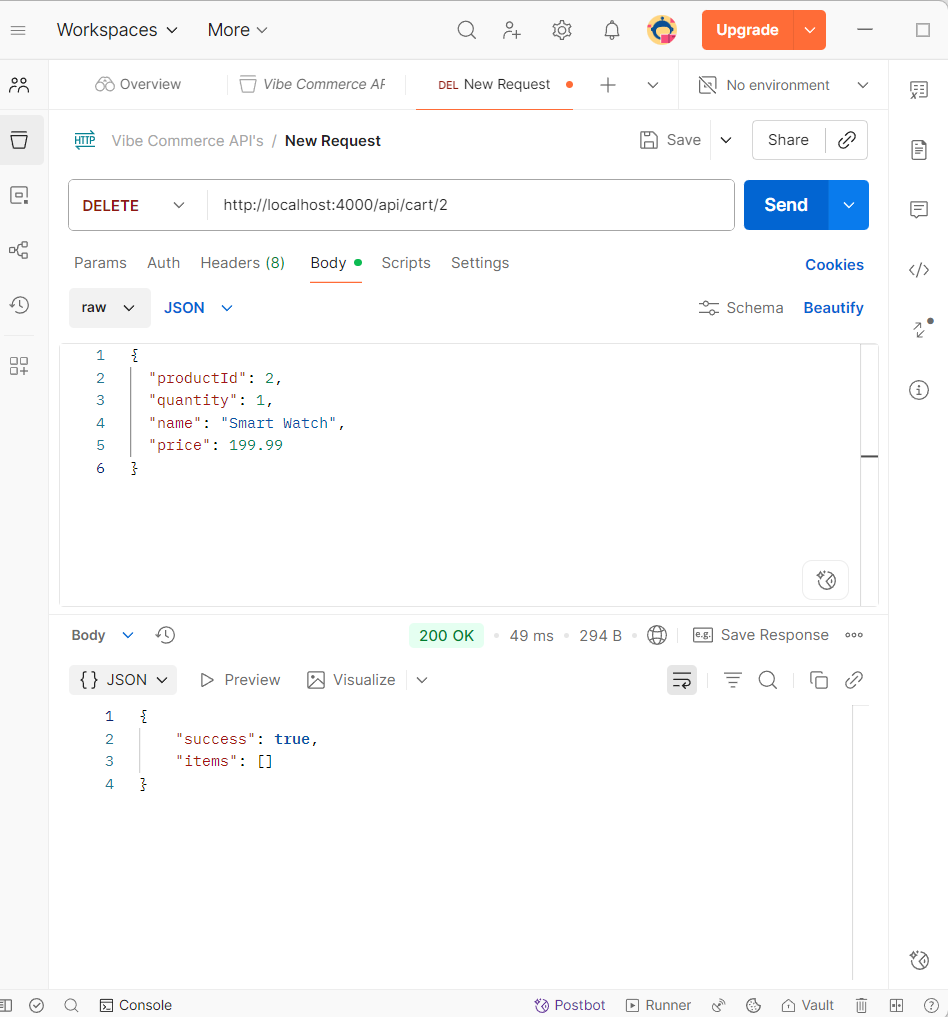 Workspaces More Upgrade
Overview Vibe Commerce AP DEL New Request No environment
HTTP Vibe Commerce API's / New Request Save Share
DELETE http://localhost:4000/api/cart/2 Send
Params Auth Headers (8) Body Scripts Settings Cookies
raw JSON Schema Beautify
1 {
2 "productId": 2,
3 "quantity": 1,
4 "name": "Smart Watch",
5 "price": 199.99
6 }
Body 200 OK 49 ms 294 B e.g. Save Response
{} JSON Preview Visualize
1 {
2 "success": true,
3 "items": []
4 }
Console Postbot Runner Vault